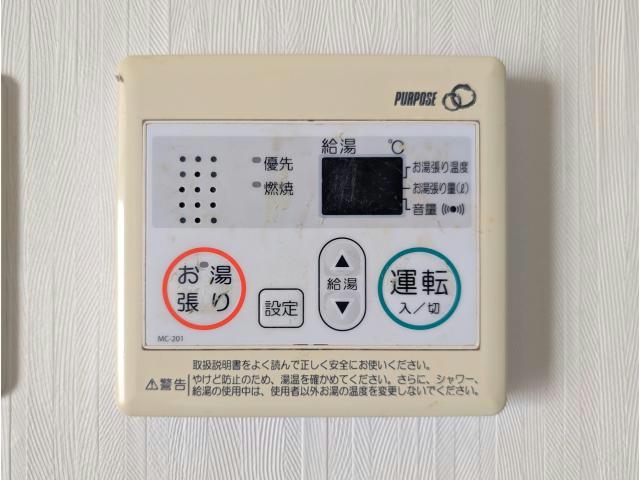 PURPOSE
給湯 ℃
優先
燃焼
お湯張り温度
お湯張り量(ℓ)
音量
お湯
張り
設定
▲
給湯
▼
運転
入／切
MC-201
取扱説明書をよく読んで正しく安全にお使いください。
⚠警告
やけど防止のため、湯温を確かめてください。さらに、シャワー、
給湯の使用中は、使用者以外お湯の温度を変更しないでください。